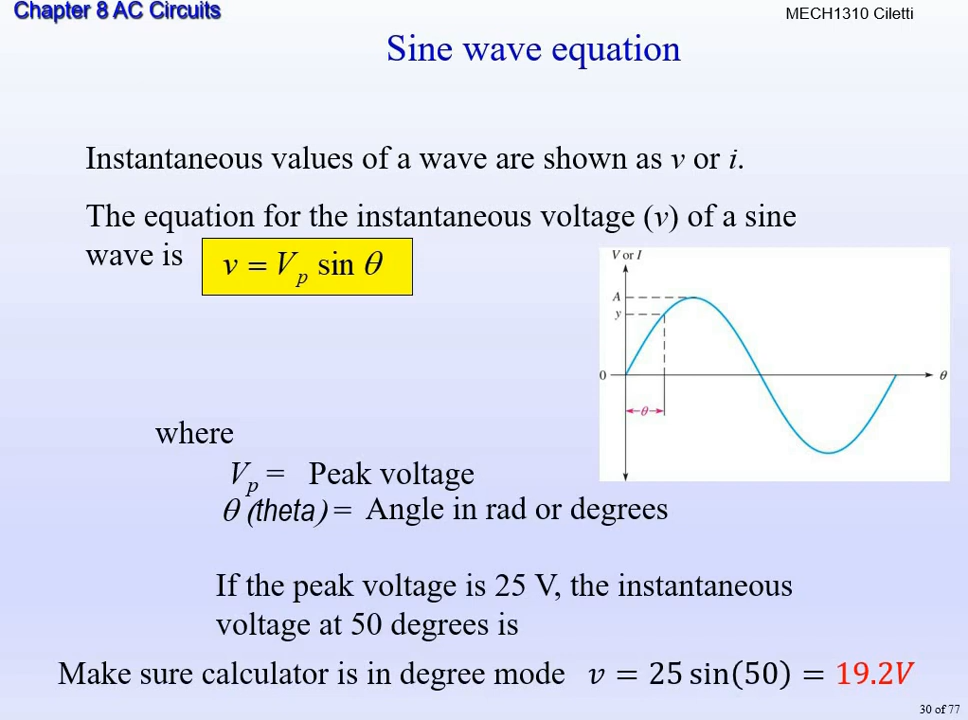 Chapter 8 AC Circuits
MECH1310 Ciletti
Sine wave equation
Instantaneous values of a wave are shown as v or i.
The equation for the instantaneous voltage (v) of a sine
wave is
v = Vp sin θ
V or I
A
y
0
θ
θ
where
Vp = Peak voltage
θ (theta) = Angle in rad or degrees
If the peak voltage is 25 V, the instantaneous
voltage at 50 degrees is
Make sure calculator is in degree mode v = 25 sin(50) = 19.2V
30 of 77